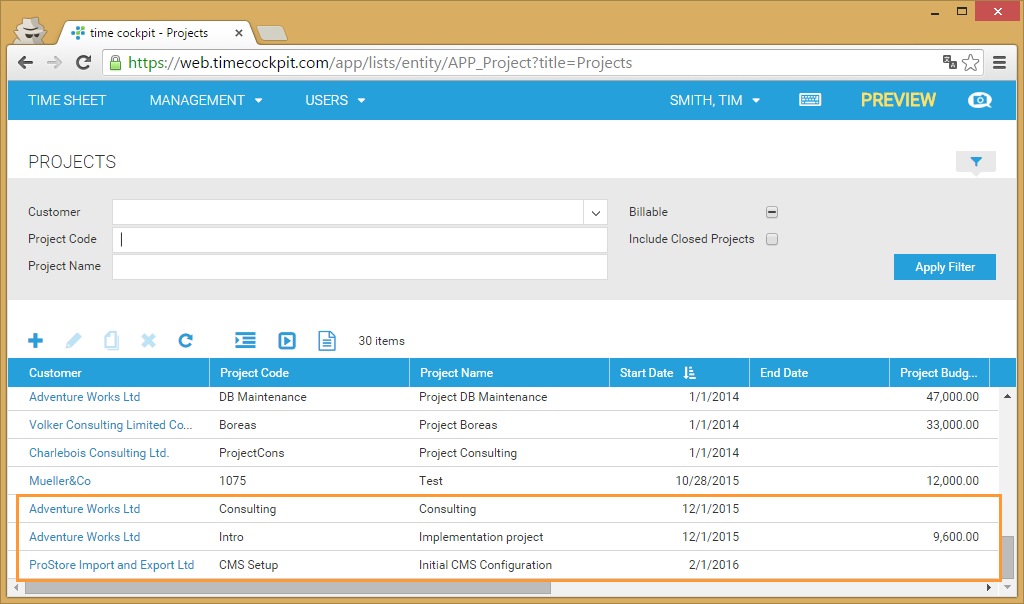 time cockpit - Projects
https://web.timecockpit.com/app/lists/entity/APP_Project?title=Projects
TIME SHEET MANAGEMENT USERS SMITH, TIM PREVIEW
PROJECTS
Customer Billable
Project Code Include Closed Projects
Project Name Apply Filter
30 items
Customer Project Code Project Name Start Date End Date Project Budg...
Adventure Works Ltd DB Maintenance Project DB Maintenance 1/1/2014 47,000.00
Volker Consulting Limited Co... Boreas Project Boreas 1/1/2014 33,000.00
Charlebois Consulting Ltd. ProjectCons Project Consulting 1/1/2014
Mueller&Co 1075 Test 10/28/2015 12,000.00
Adventure Works Ltd Consulting Consulting 12/1/2015
Adventure Works Ltd Intro Implementation project 12/1/2015 9,600.00
ProStore Import and Export Ltd CMS Setup Initial CMS Configuration 2/1/2016